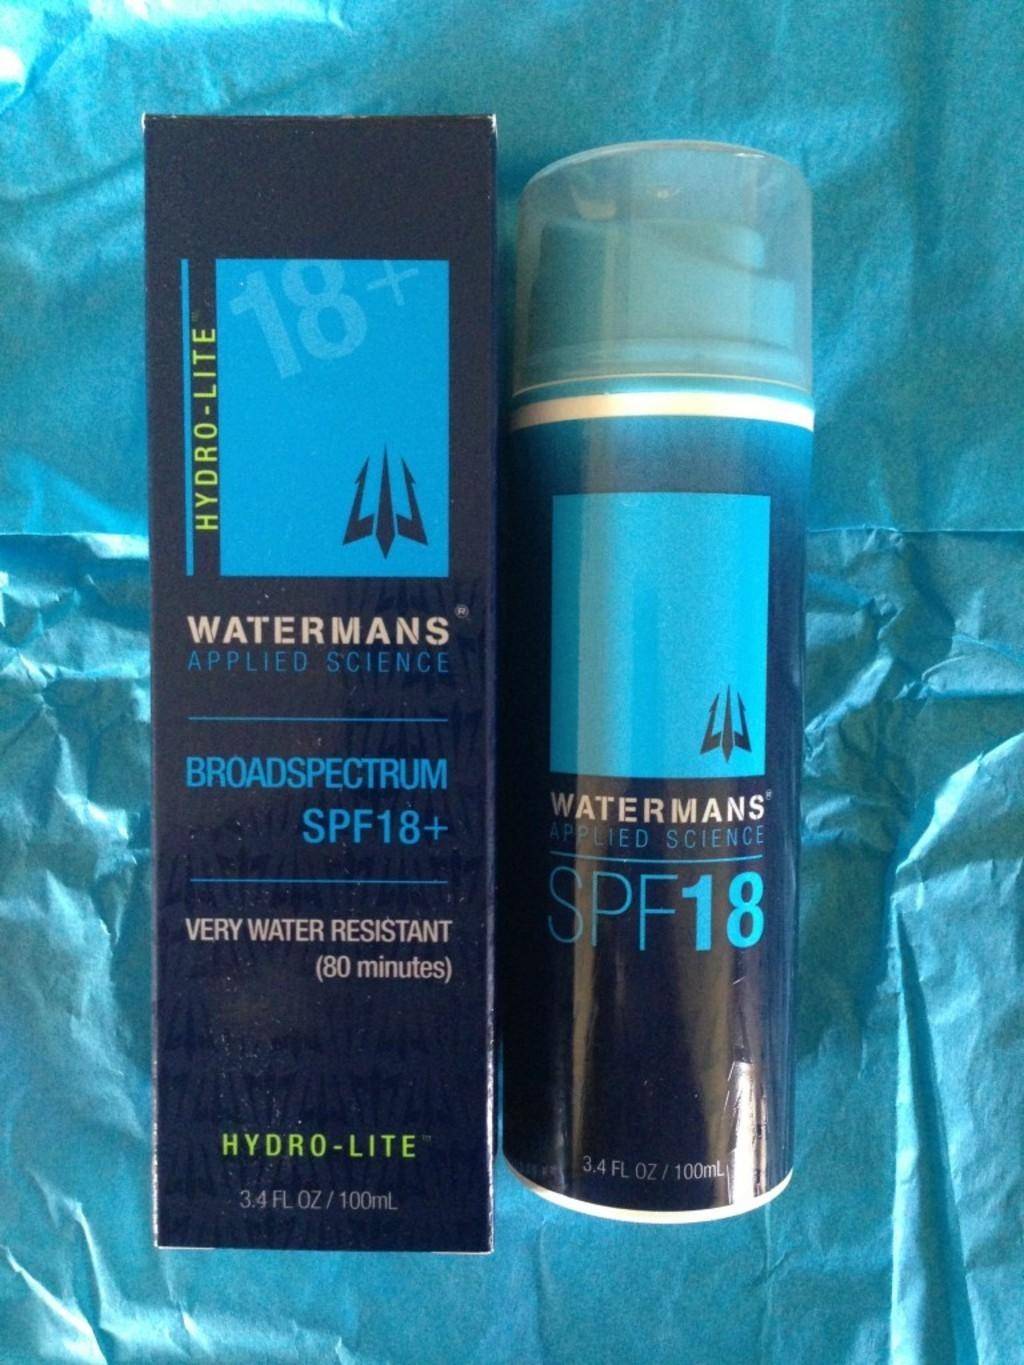 18+
HYDRO-LITE™
WATERMANS®
APPLIED SCIENCE
BROADSPECTRUM
SPF18+
VERY WATER RESISTANT
(80 minutes)
HYDRO-LITE™
3.4 FL OZ / 100mL
WATERMANS®
APPLIED SCIENCE
SPF18
3.4 FL OZ / 100mL